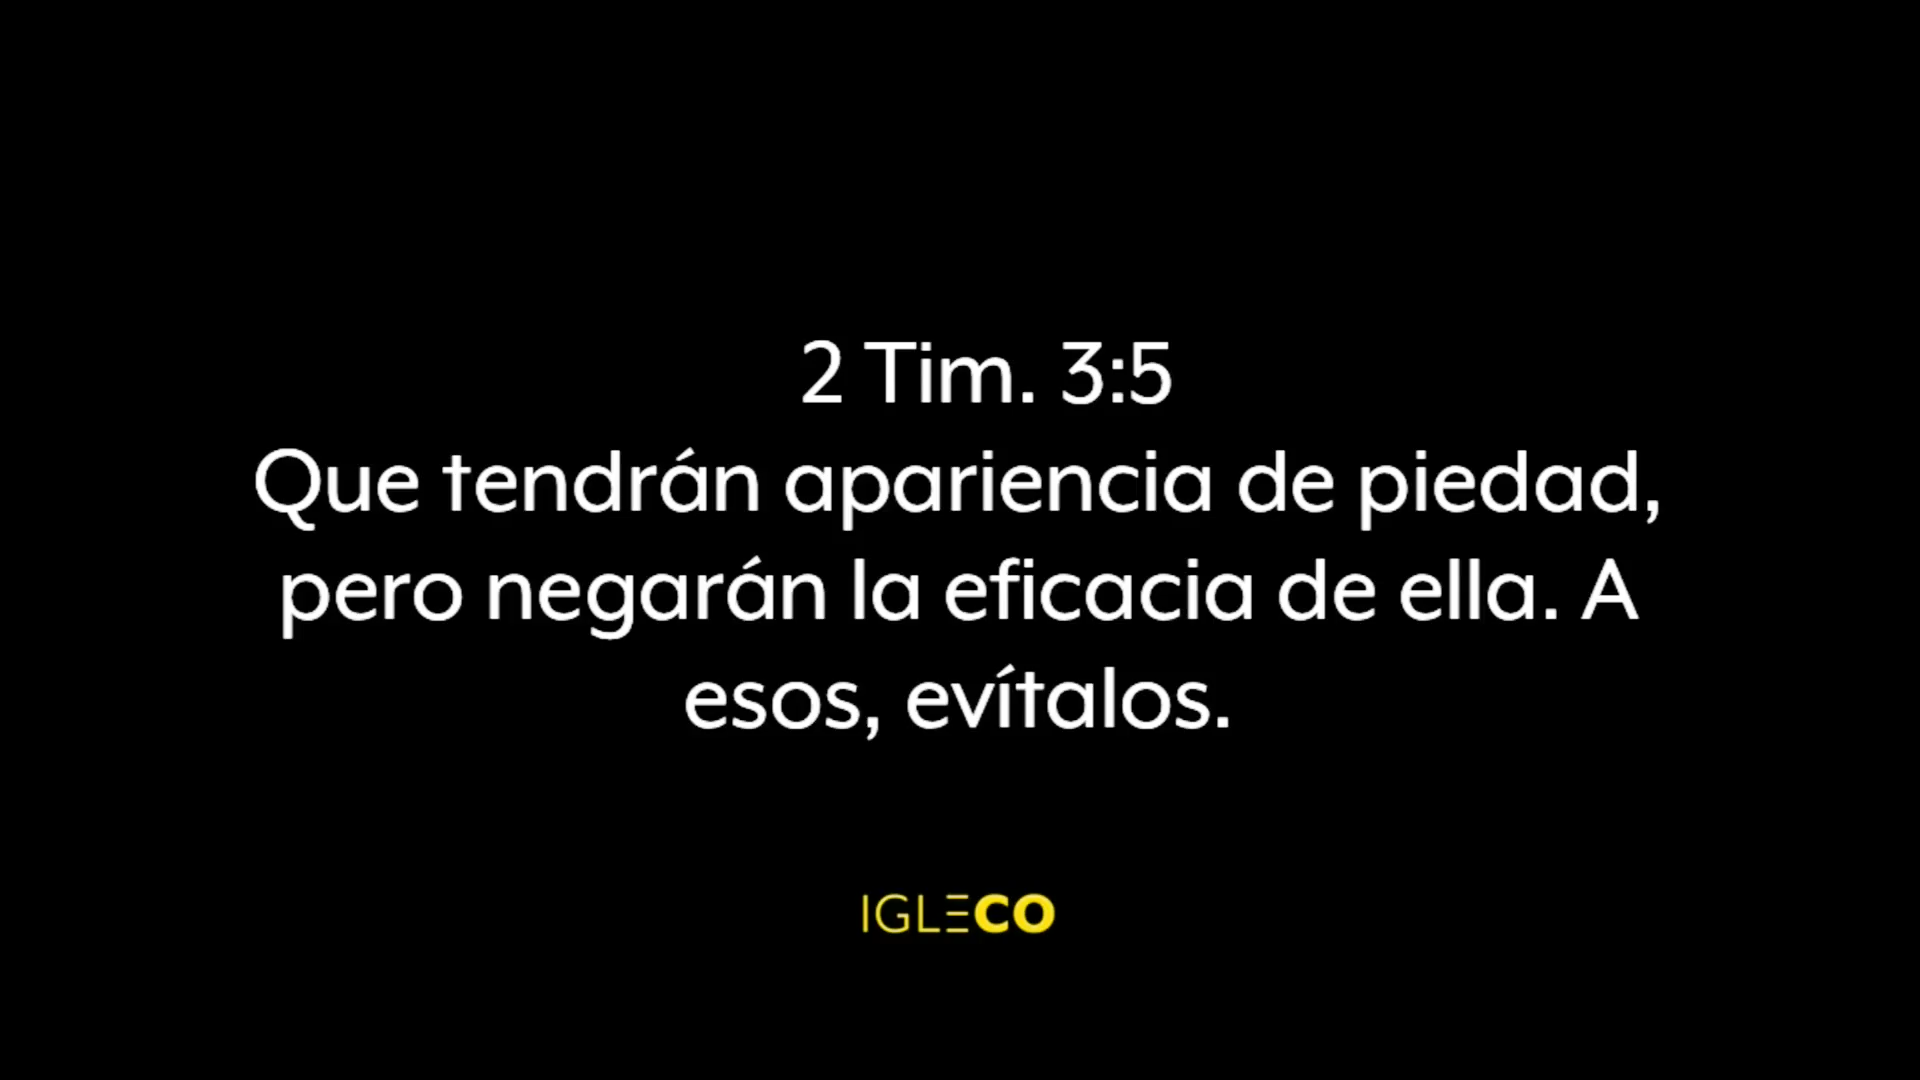 2 Tim. 3:5
Que tendrán apariencia de piedad,
pero negarán la eficacia de ella. A
esos, evítalos.
IGLECO